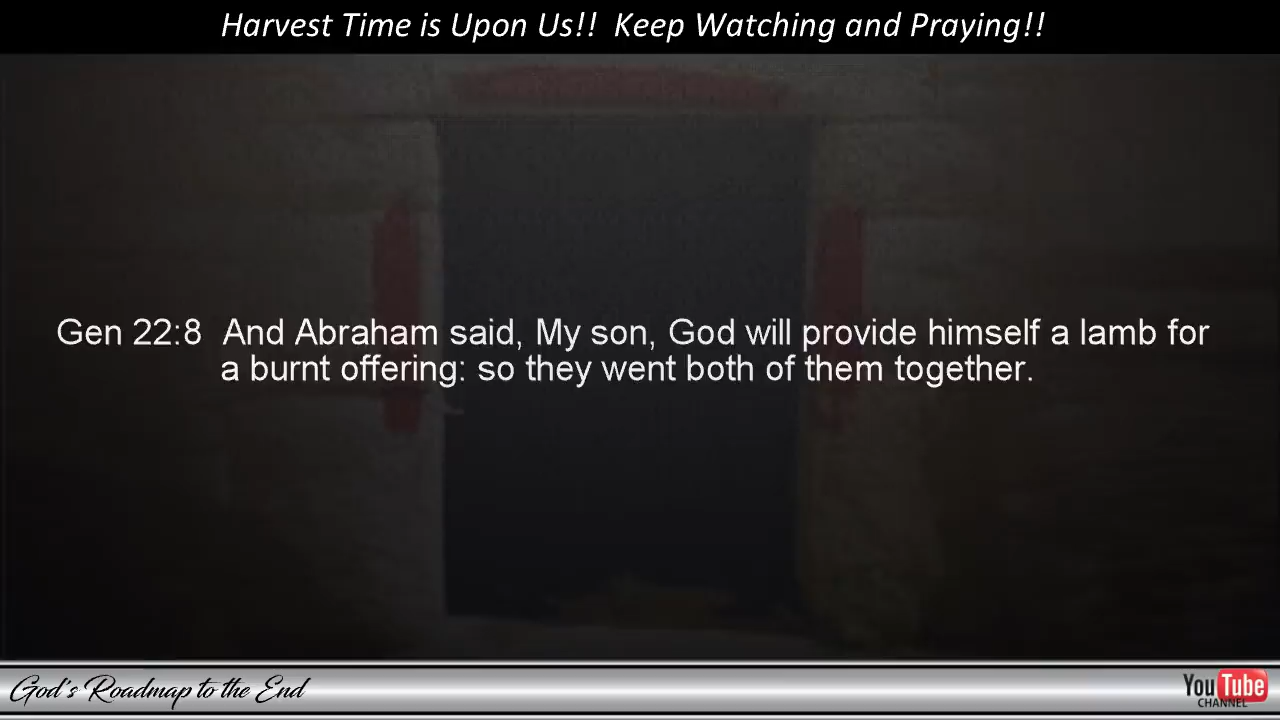 Harvest Time is Upon Us!!  Keep Watching and Praying!!
Gen 22:8  And Abraham said, My son, God will provide himself a lamb for
a burnt offering: so they went both of them together.
God's Roadmap to the End
YouTube
CHANNEL